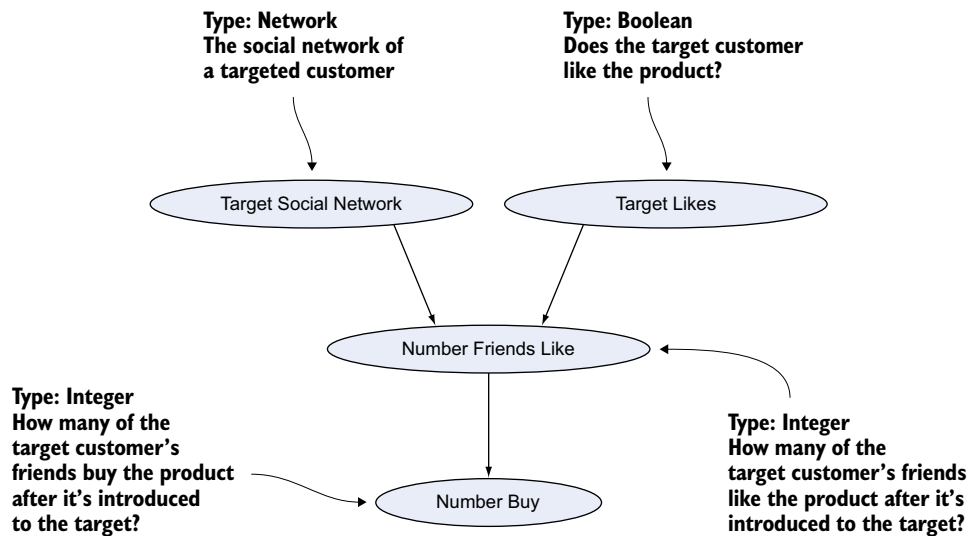 Type: Network
The social network of
a targeted customer
Type: Boolean
Does the target customer
like the product?
Target Social Network
Target Likes
Number Friends Like
Type: Integer
How many of the
target customer's
friends buy the product
after it's introduced
to the target?
Type: Integer
How many of the
target customer's friends
like the product after it's
introduced to the target?
Number Buy